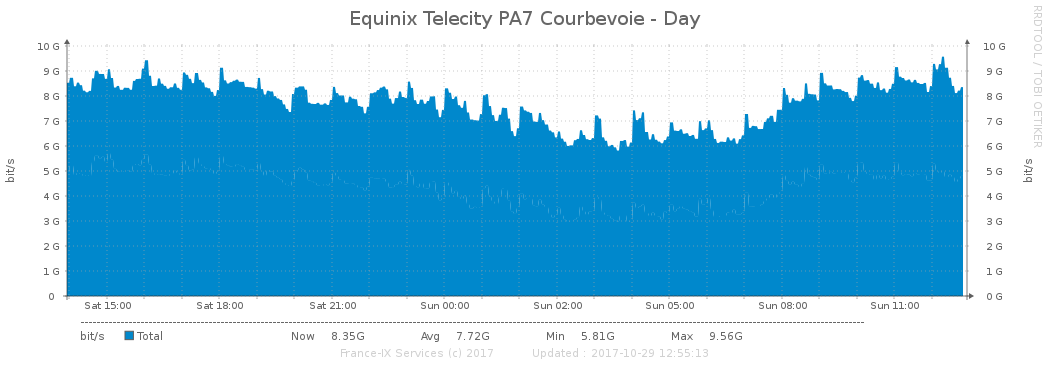 Equinix Telecity PA7 Courbevoie - Day
RRDTOOL / TOBI OETIKER
bit/s
10 G
9 G
8 G
7 G
6 G
5 G
4 G
3 G
2 G
1 G
0
10 G
9 G
8 G
7 G
6 G
5 G
4 G
3 G
2 G
1 G
0 G
bit/s
Sat 15:00 Sat 18:00 Sat 21:00 Sun 00:00 Sun 02:00 Sun 05:00 Sun 08:00 Sun 11:00
bit/s Total Now 8.35G Avg 7.72G Min 5.81G Max 9.56G
France-IX Services (c) 2017 Updated : 2017-10-29 12:55:13